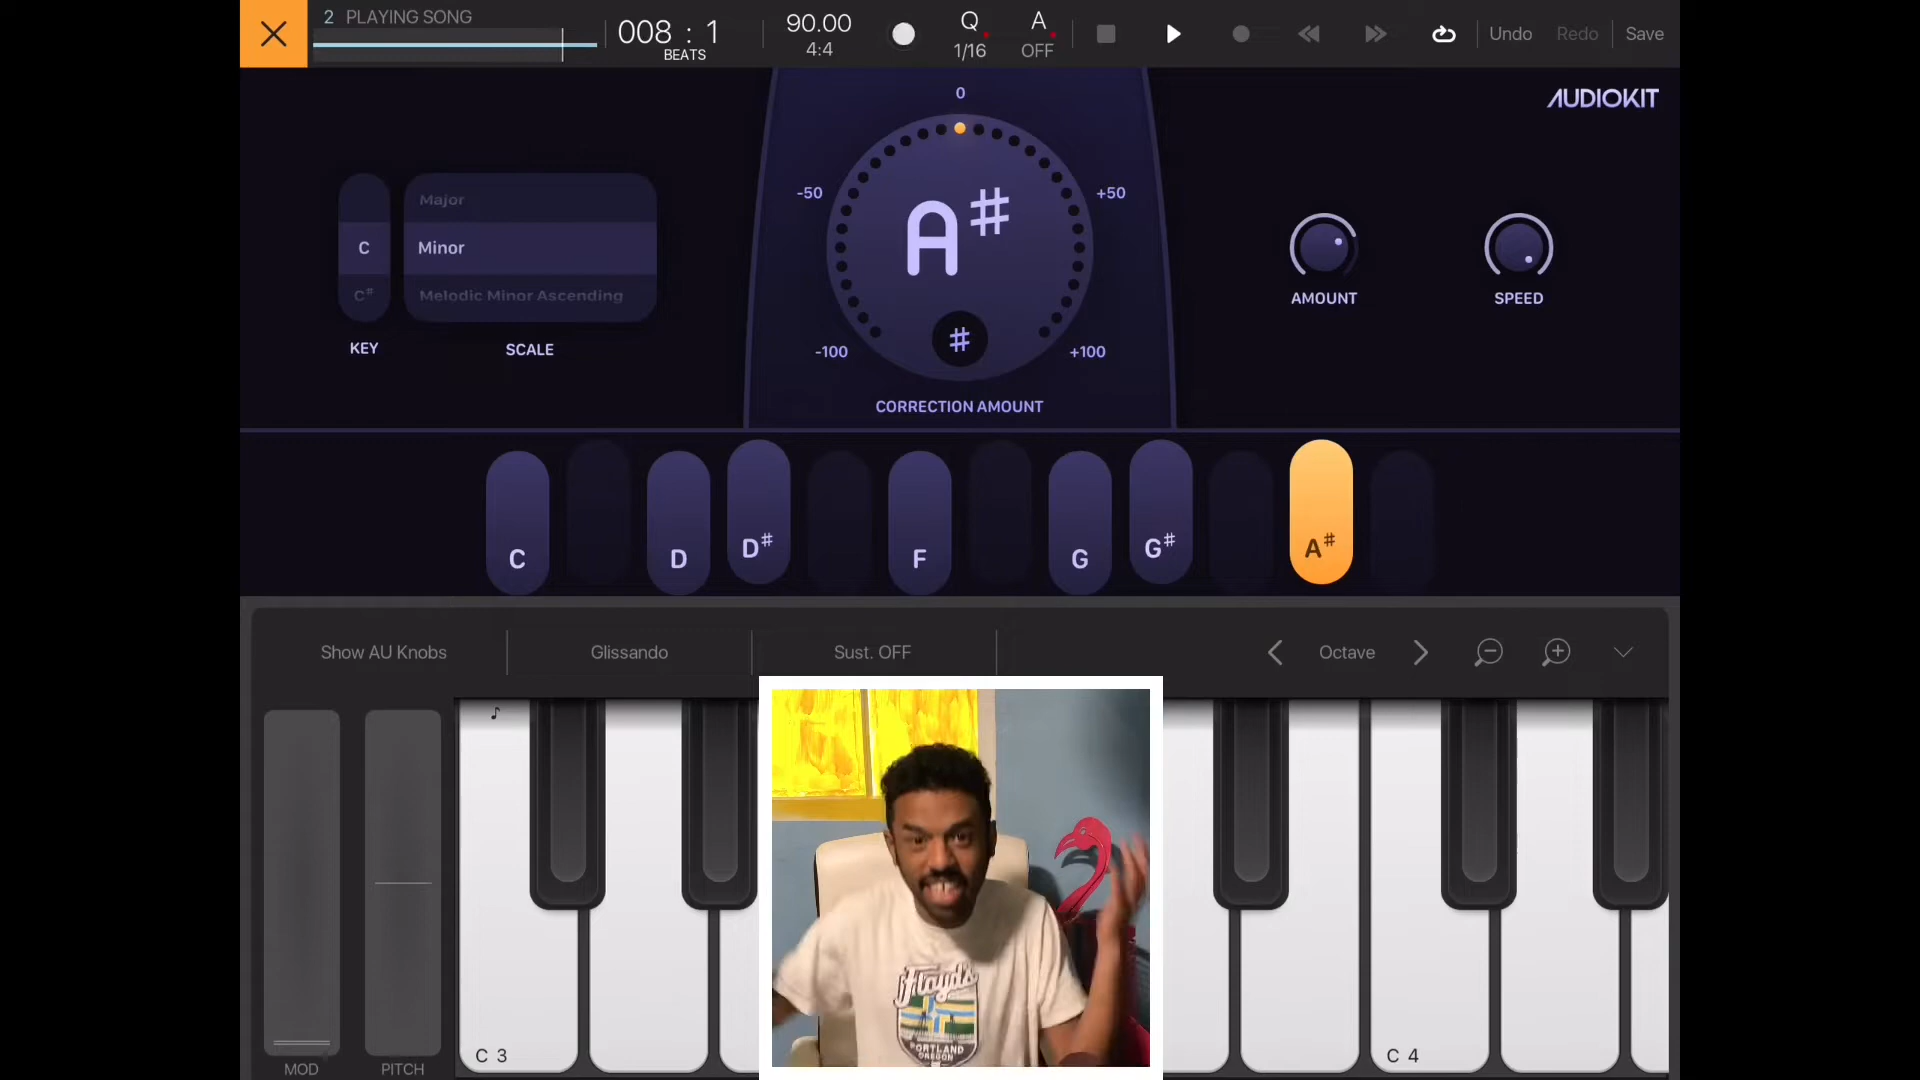 2 PLAYING SONG
008 : 1
BEATS
90.00
4:4
Q
1/16
A
OFF
Undo
Redo
Save
AUDIOKIT
0
-50
+50
-100
+100
A#
#
CORRECTION AMOUNT
Major
C
Minor
C#
Melodic Minor Ascending
KEY
SCALE
AMOUNT
SPEED
C
D
D#
F
G
G#
A#
Show AU Knobs
Glissando
Sust. OFF
Octave
C 3
C 4
MOD
PITCH
Floyd's
PORTLAND
OREGON